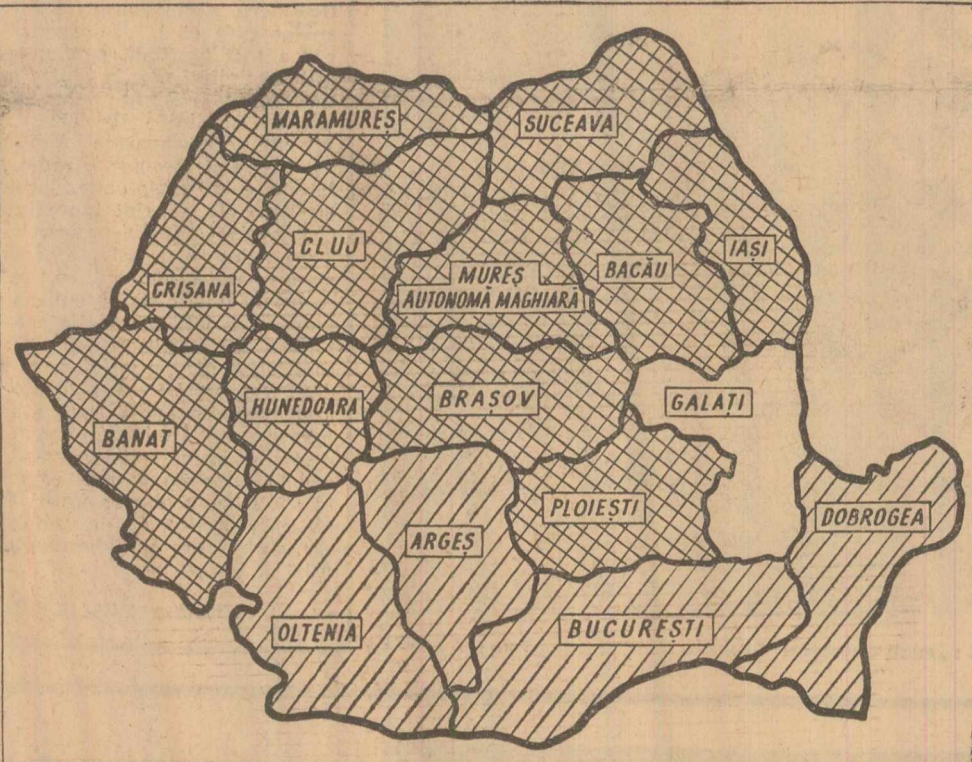 MARAMUREȘ
SUCEAVA
CLUJ
IAȘI
CRIȘANA
MUREȘ
AUTONOMĂ MAGHIARĂ
BACĂU
HUNEDOARA
BRAȘOV
GALAȚI
BANAT
PLOIEȘTI
DOBROGEA
ARGEȘ
OLTENIA
BUCUREȘTI